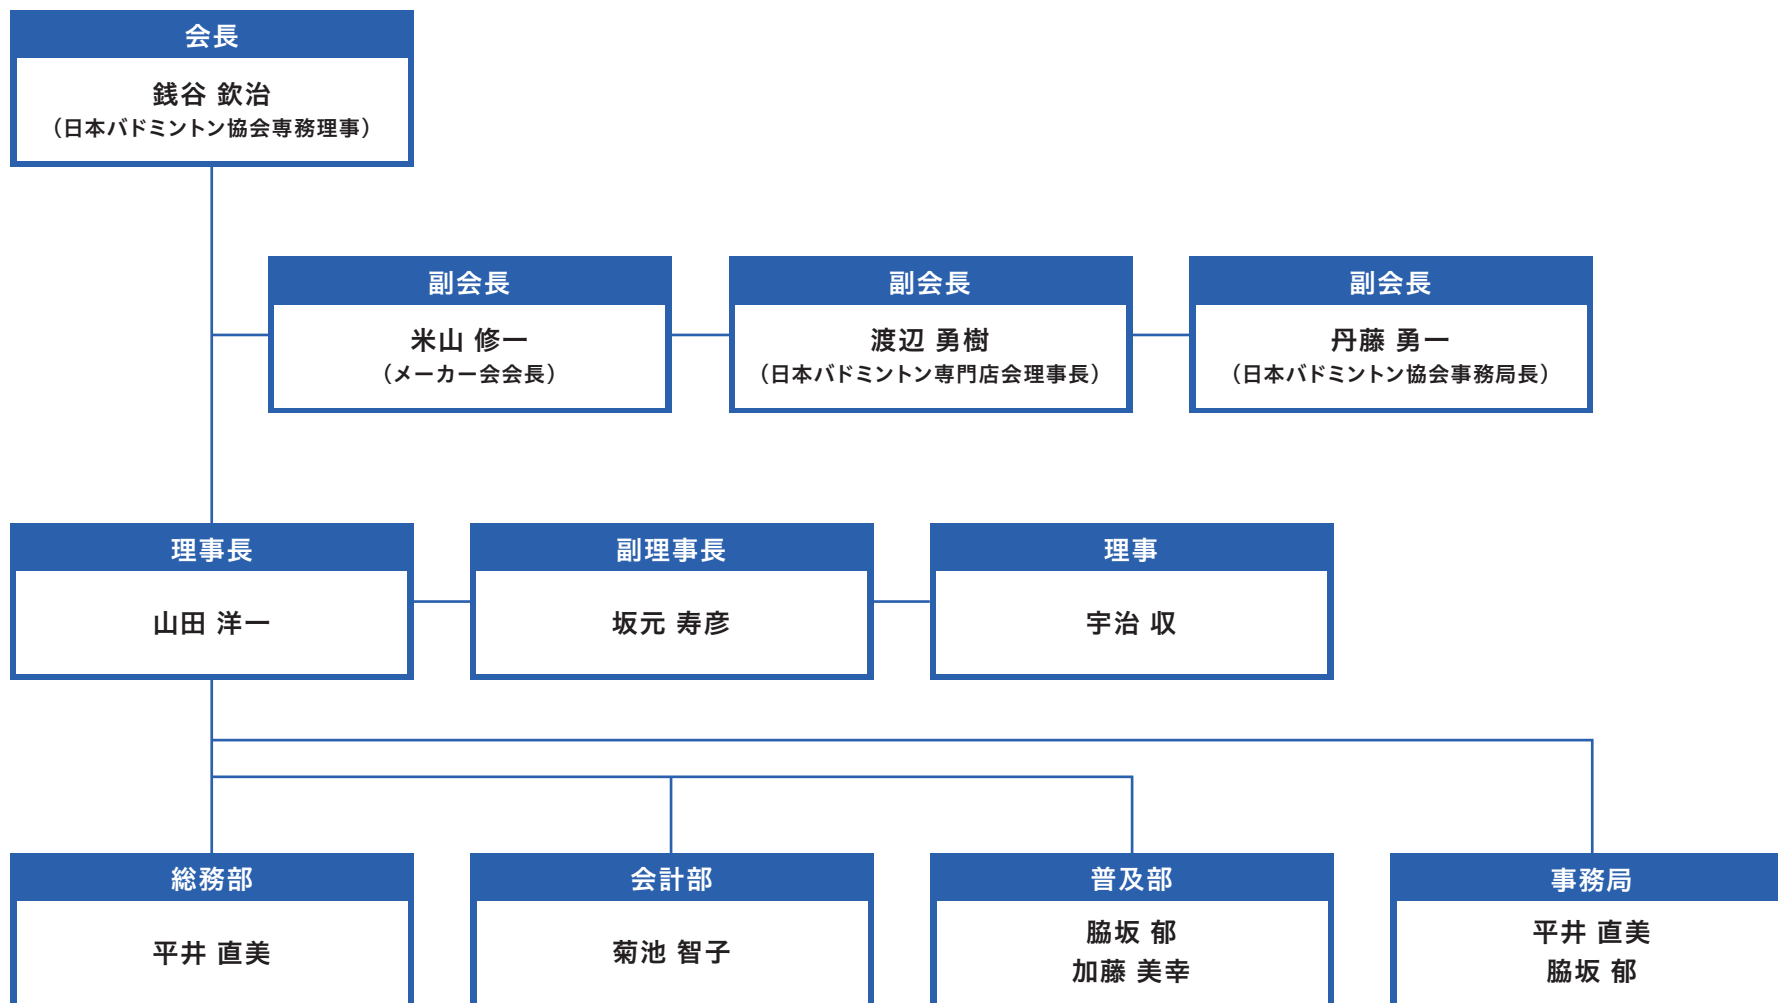 会長
銭谷 欽治
（日本バドミントン協会専務理事）
副会長
米山 修一
（メーカー会会長）
副会長
渡辺 勇樹
（日本バドミントン専門店会理事長）
副会長
丹藤 勇一
（日本バドミントン協会事務局長）
理事長
山田 洋一
副理事長
坂元 寿彦
理事
宇治 収
総務部
平井 直美
会計部
菊池 智子
普及部
脇坂 郁
加藤 美幸
事務局
平井 直美
脇坂 郁